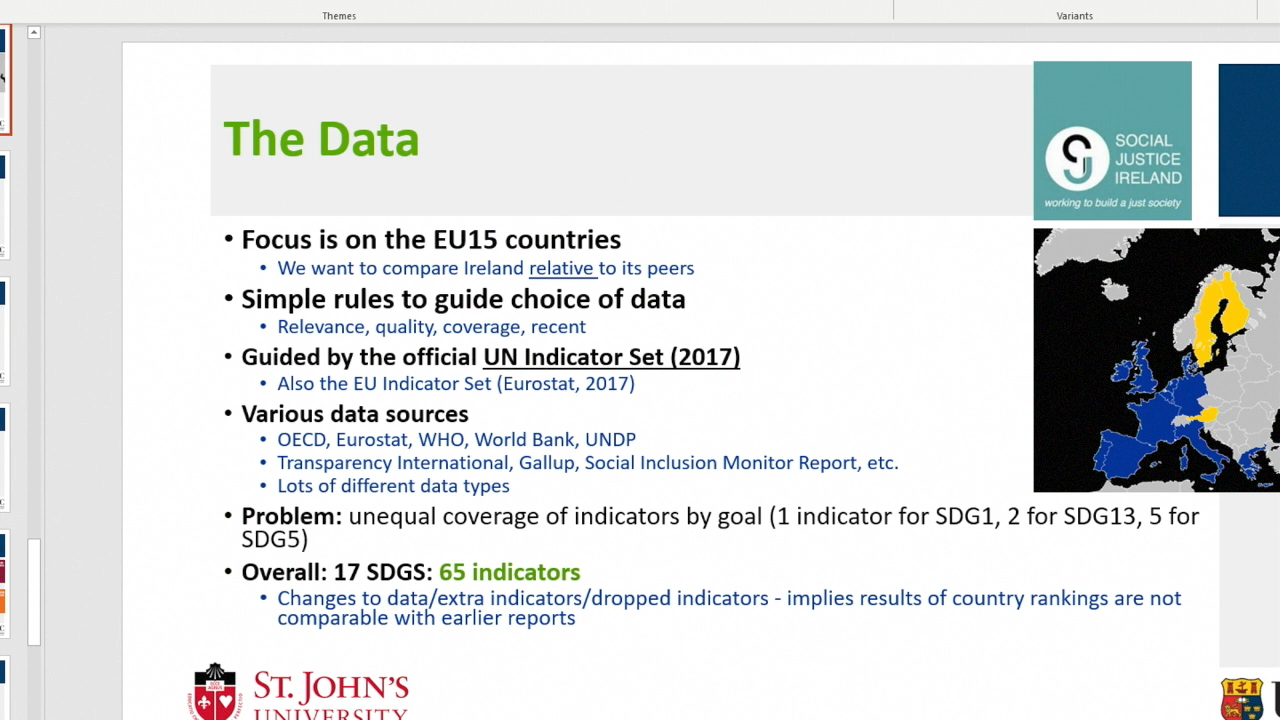 Themes
Variants
The Data
SOCIAL
JUSTICE
IRELAND
working to build a just society
• Focus is on the EU15 countries
• We want to compare Ireland relative to its peers
• Simple rules to guide choice of data
• Relevance, quality, coverage, recent
• Guided by the official UN Indicator Set (2017)
• Also the EU Indicator Set (Eurostat, 2017)
• Various data sources
• OECD, Eurostat, WHO, World Bank, UNDP
• Transparency International, Gallup, Social Inclusion Monitor Report, etc.
• Lots of different data types
• Problem: unequal coverage of indicators by goal (1 indicator for SDG1, 2 for SDG13, 5 for
SDG5)
• Overall: 17 SDGS: 65 indicators
• Changes to data/extra indicators/dropped indicators - implies results of country rankings are not
comparable with earlier reports
ST. JOHN'S
UNIVERSITY